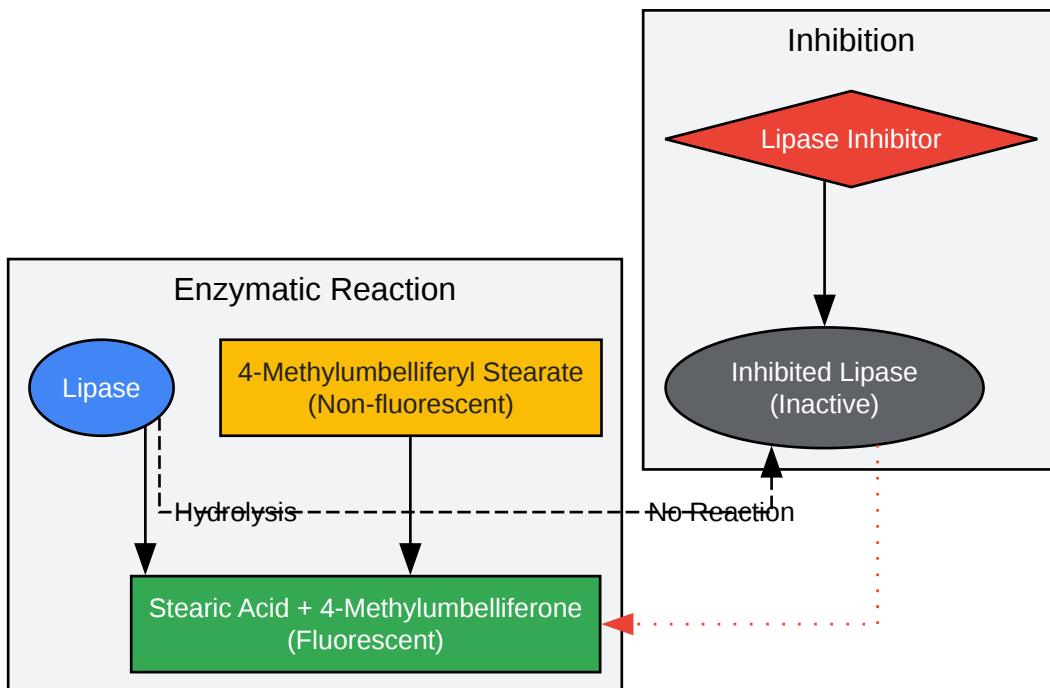 Inhibition
Lipase Inhibitor
Enzymatic Reaction
Lipase
4-Methylumbelliferyl Stearate
(Non-fluorescent)
Inhibited Lipase
(Inactive)
Hydrolysis
No Reaction
Stearic Acid + 4-Methylumbelliferone
(Fluorescent)